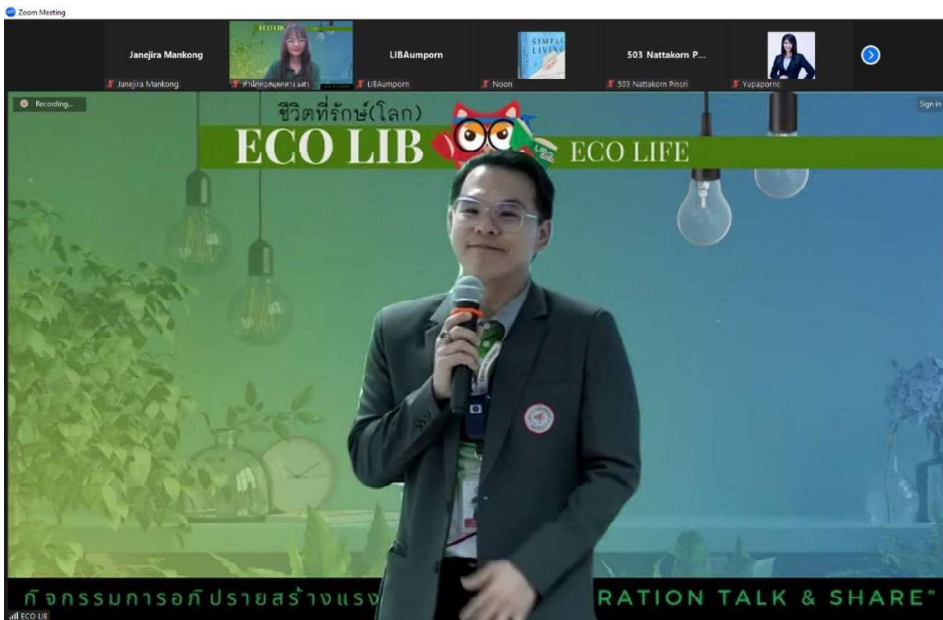 Zoom Meeting
Janejira Mankong
LIBAumporn
503 Nattakorn P...
SIMPLE
LIVING
ECO LIB
Janejira Mankong
LIBAumporn
Noon
503 Nattakorn Pinsri
Yupapornc
Recording...
Sign in
ชีวิตที่รักษ์(โลก)
ECO LIB
ECO LIFE
กิจกรรมการอภิปรายสร้างแรง
RATION TALK & SHARE"
ECO LIB